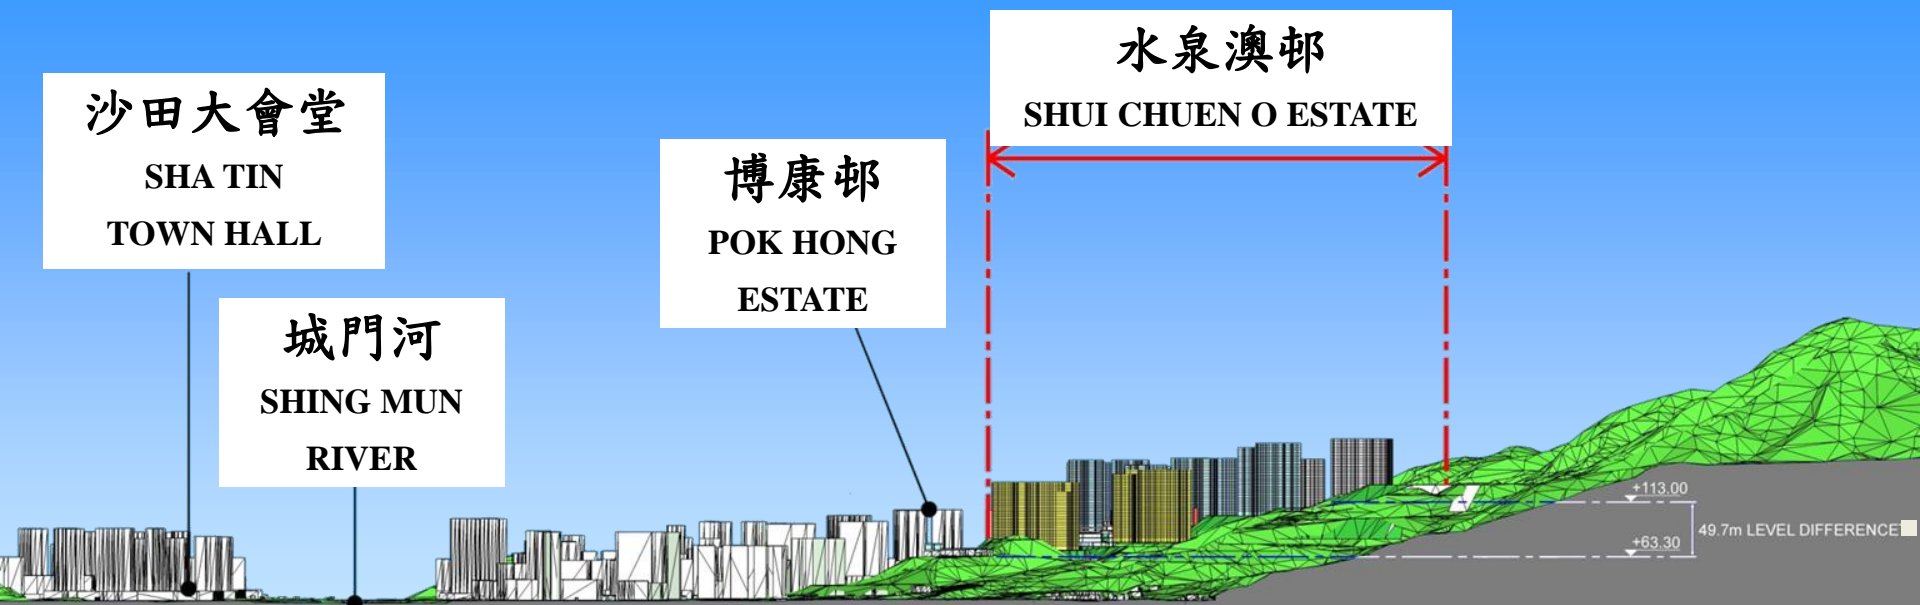 沙田大會堂
SHA TIN
TOWN HALL
城門河
SHING MUN
RIVER
博康邨
POK HONG
ESTATE
水泉澳邨
SHUI CHUEN O ESTATE
+113.00
49.7m LEVEL DIFFERENCE
+63.30